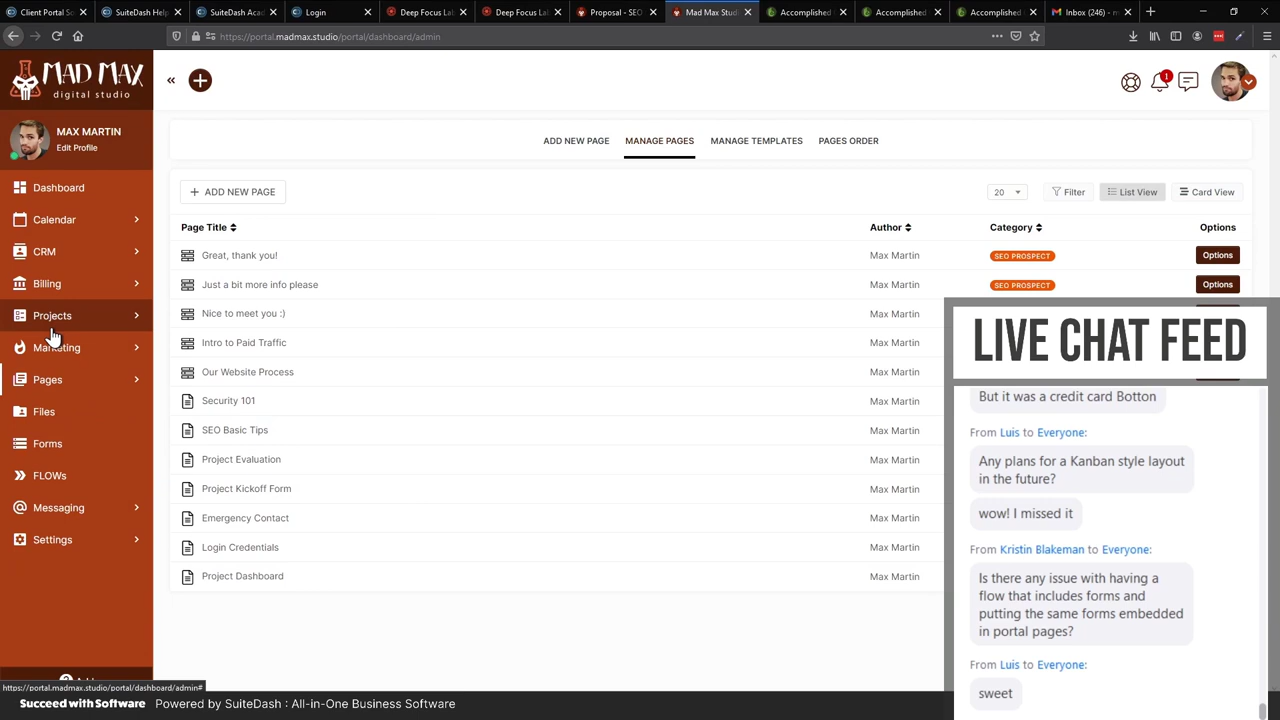 Client Portal So
SuiteDash Help
SuiteDash Acad
Login
Deep Focus Lab
Deep Focus Lab
Proposal - SEO
Mad Max Studio
Accomplished
Accomplished
Accomplished
Inbox (246) - m
https://portal.madmax.studio/portal/dashboard/admin
MAD MAX
digital studio
MAX MARTIN
Edit Profile
Dashboard
Calendar
CRM
Billing
Projects
Marketing
Pages
Files
Forms
FLOWs
Messaging
Settings
1
ADD NEW PAGE
MANAGE PAGES
MANAGE TEMPLATES
PAGES ORDER
ADD NEW PAGE
20
Filter
List View
Card View
Page Title
Author
Category
Options
Great, thank you!
Max Martin
SEO PROSPECT
Options
Just a bit more info please
Max Martin
SEO PROSPECT
Options
Nice to meet you :)
Max Martin
Intro to Paid Traffic
Max Martin
Our Website Process
Max Martin
Security 101
Max Martin
SEO Basic Tips
Max Martin
Project Evaluation
Max Martin
Project Kickoff Form
Max Martin
Emergency Contact
Max Martin
Login Credentials
Max Martin
Project Dashboard
Max Martin
LIVE CHAT FEED
But it was a credit card Botton
From Luis to Everyone:
Any plans for a Kanban style layout
in the future?
wow! I missed it
From Kristin Blakeman to Everyone:
Is there any issue with having a
flow that includes forms and
putting the same forms embedded
in portal pages?
From Luis to Everyone:
sweet
https://portal.madmax.studio/portal/dashboard/admin#
Succeed with Software
Powered by SuiteDash : All-in-One Business Software